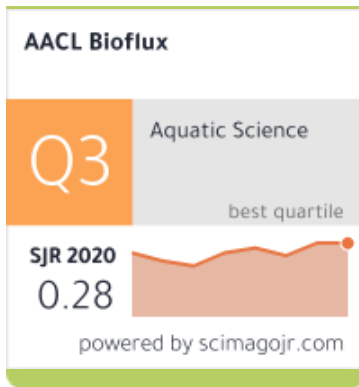 AACL Bioflux
Q3
Aquatic Science
best quartile
SJR 2020
0.28
powered by scimagojr.com